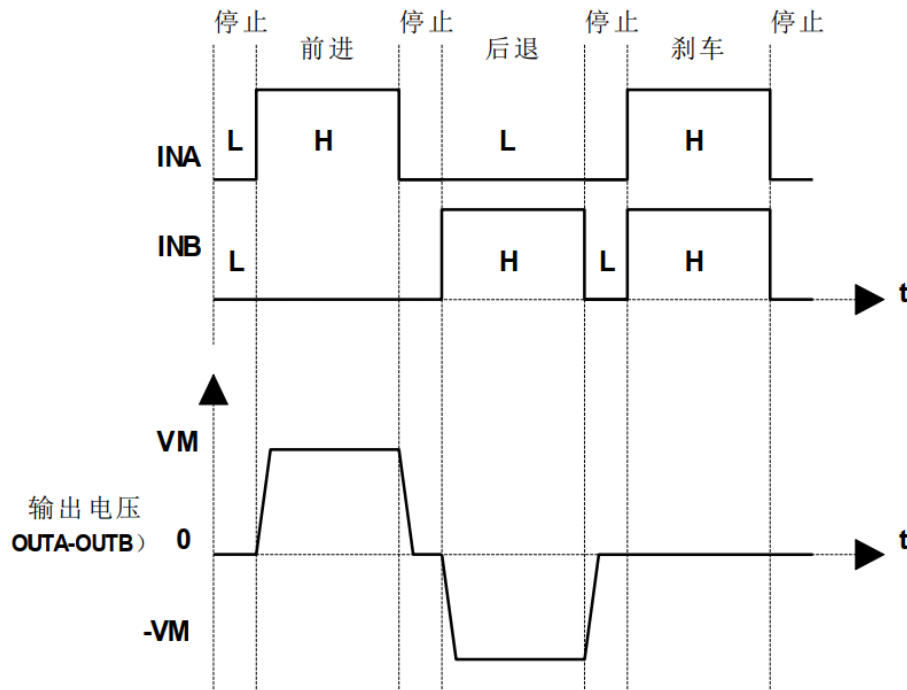 停止 停止 停止 停止
前进 后退 刹车
INA L H L H
INB L H L H
t
VM
输出电压
OUTA-OUTB） 0 t
-VM